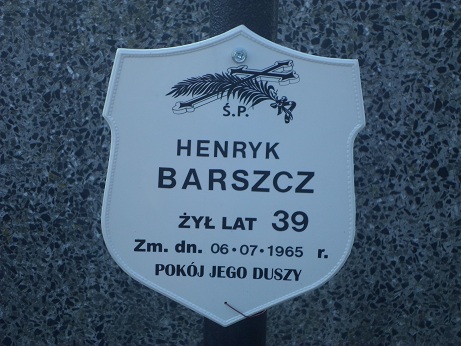 Ś.P.
HENRYK
BARSZCZ
ŻYŁ LAT 39
Zm. dn. 06•07•1965 r.
POKÓJ JEGO DUSZY